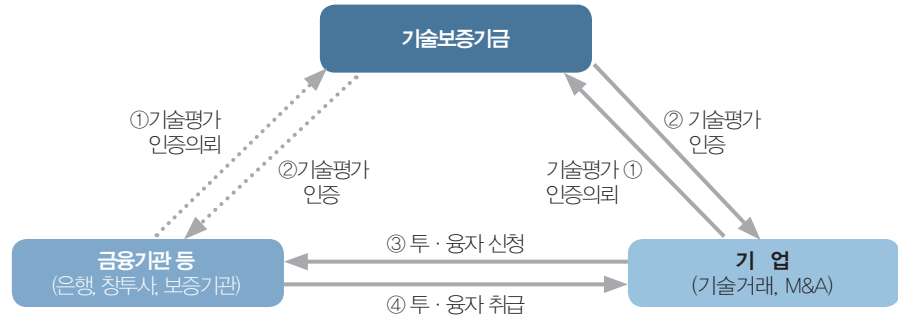 기술보증기금
①기술평가
인증의뢰
②기술평가
인증
기술평가 ①
인증의뢰
② 기술평가
인증
③ 투 · 융자 신청
금융기관 등
(은행, 창투사, 보증기관)
기 업
(기술거래, M&A)
④ 투 · 융자 취급